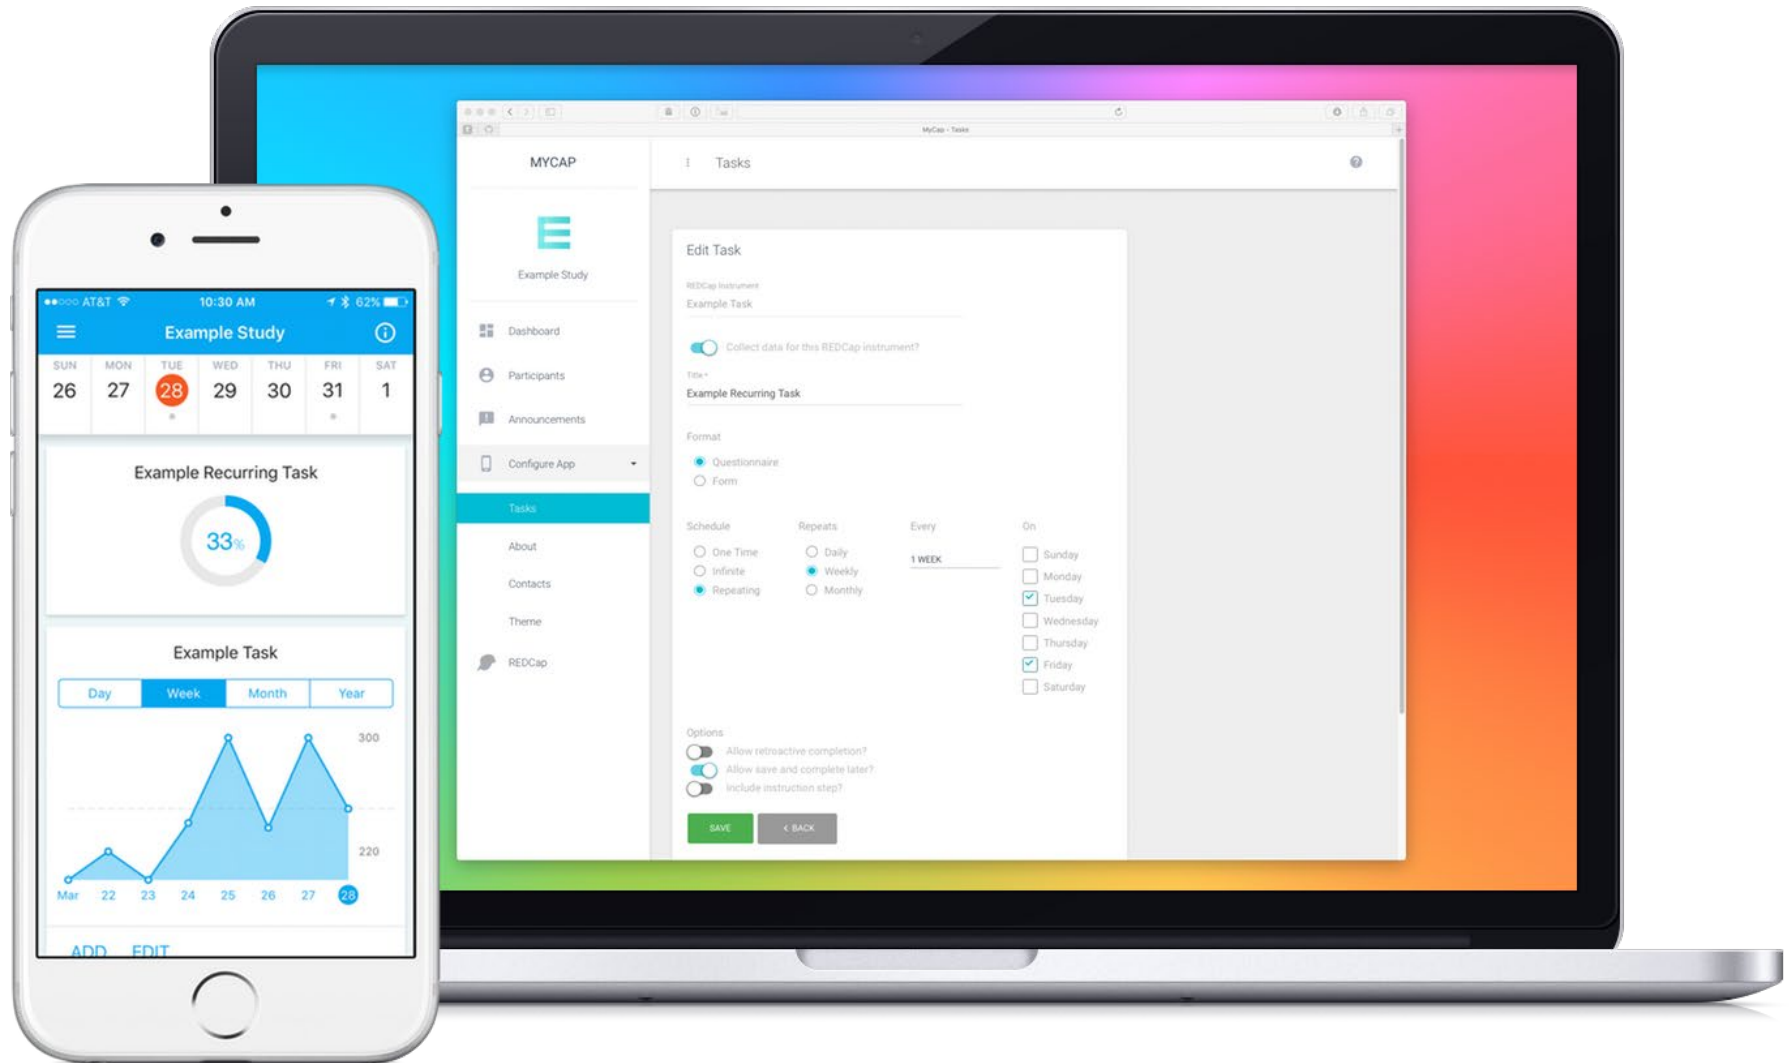 AT&T 10:30 AM 62%
Example Study
SUN MON TUE WED THU FRI SAT
26 27 28 29 30 31 1
Example Recurring Task
33%
Example Task
Day Week Month Year
300
220
Mar 22 23 24 25 26 27 28
ADD EDIT
MyCap - Tasks
MYCAP
Tasks
E
Example Study
Dashboard
Participants
Announcements
Configure App
Tasks
About
Contacts
Theme
REDCap
Edit Task
REDCap Instrument
Example Task
Collect data for this REDCap instrument?
Title *
Example Recurring Task
Format
Questionnaire
Form
Schedule Repeats Every On
One Time Daily 1 WEEK Sunday
Infinite Weekly Monday
Repeating Monthly Tuesday
Wednesday
Thursday
Friday
Saturday
Options
Allow retroactive completion?
Allow save and complete later?
Include instruction step?
SAVE < BACK